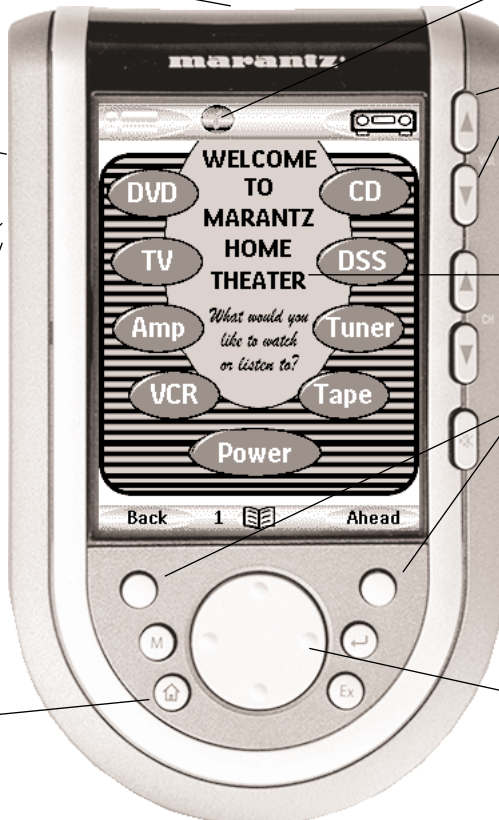 marantz
WELCOME
TO
MARANTZ
HOME
THEATER
What would you
like to watch
or listen to?
DVD
CD
TV
DSS
Amp
Tuner
VCR
Tape
Power
Back 1 Ahead
CH
M
Ex